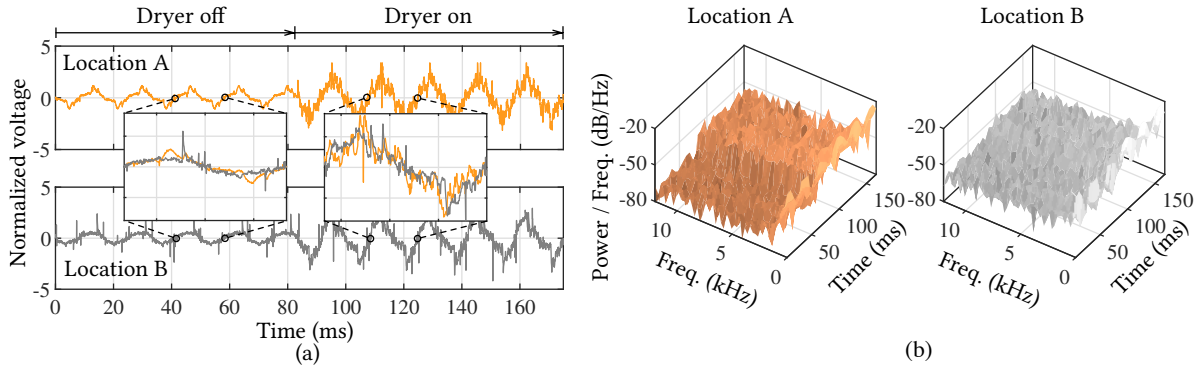 Dryer off
Dryer on
5
0
-5
Location A
Normalized voltage
5
0
-5
Location B
0
20
40
60
80
100
120
140
160
Time (ms)
(a)
Location A
Power / Freq. (dB/Hz)
-20
-50
-80
10
5
0
Freq. (kHz)
50
100
150
Time (ms)
Location B
-20
-50
-80
10
5
0
Freq. (kHz)
50
100
150
Time (ms)
(b)